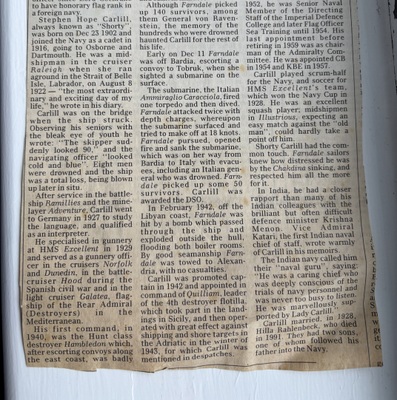 to have honorary flag rank in
a foreign navy.
Stephen Hope Carlill,
always known as "Shorty",
was born on Dec 23 1902 and
joined the Navy as a cadet in
1916, going to Osborne and
Dartmouth. He was a mid-
shipman in the cruiser
Raleigh when she ran
aground in the Strait of Belle
Isle, Labrador, on August 8
1922 — "the most extraordi-
nary and exciting day of my
life," he wrote in his diary.
Carlill was on the bridge
when the ship struck.
Observing his seniors with
the bleak eye of youth he
wrote: "The skipper sud-
denly looked 90," and the
navigating officer "looked
cold and blue". Eight men
were drowned and the ship
was a total loss, being blown
up later in situ.
After service in the battle-
ship Ramillies and the mine-
layer Adventure, Carlill went
to Germany in 1927 to study
the language, and qualified
as an interpreter.
He specialised in gunnery
at HMS Excellent in 1929
and served as a gunnery offi-
cer in the cruisers Norfolk
and Dunedin, in the battle-
cruiser Hood during the
Spanish civil war and in the
light cruiser Galatea, flag-
ship of the Rear Admiral
(Destroyers) in the
Mediterranean.
His first command, in
1940, was the Hunt class
destroyer Hambledon which,
after escorting convoys along
the east coast, was badly
Although Farndale picked
up 140 survivors, among
them General von Raven-
stein, the memory of the
hundreds who were drowned
haunted Carlill for the rest of
his life.
Early on Dec 11 Farndale
was off Bardia, escorting a
convoy to Tobruk, when she
sighted a submarine on the
surface.
The submarine, the Italian
Ammiraglio Caracciola, fired
one torpedo and then dived.
Farndale attacked twice with
depth charges, whereupon
the submarine surfaced and
tried to make off at 18 knots.
Farndale pursued, opened
fire and sank the submarine,
which was on her way from
Bardia to Italy with evacu-
ees, including an Italian gen-
eral who was drowned. Farn-
dale picked up some 50
survivors. Carlill was
awarded the DSO.
In February 1942, off the
Libyan coast, Farndale was
hit by a bomb which passed
through the ship and
exploded outside the hull,
flooding both boiler rooms.
By good seamanship Farn-
dale was towed to Alexan-
dria, with no casualties.
Carlill was promoted cap-
tain in 1942 and appointed in
command of Quilliam, leader
of the 4th destroyer flotilla,
which took part in the land-
ings in Sicily, and then oper-
ated with great effect against
shipping and shore targets in
the Adriatic in the winter of
1943, for which Carlill was
mentioned in despatches.
1952, he was Senior Naval
Member of the Directing
Staff of the Imperial Defence
College and later Flag Officer
Sea Training until 1954. His
last appointment before
retiring in 1959 was as chair-
man of the Admiralty Com-
mittee. He was appointed CB
in 1954 and KBE in 1957.
Carlill played scrum-half
for the Navy, and soccer for
HMS Excellent's team,
which won the Navy Cup in
1928. He was an excellent
squash player; midshipmen
in Illustrious, expecting an
easy match against the "old
man", could hardly take a
point off him.
Shorty Carlill had the com-
mon touch. Farndale sailors
knew how distressed he was
by the Chakdina sinking, and
respected him all the more
for it.
In India, he had a closer
rapport than many of his
Indian colleagues with the
brilliant but often difficult
defence minister Krishna
Menon. Vice Admiral
Katari, the first Indian naval
chief of staff, wrote warmly
of Carlill in his memoirs.
The Indian navy called him
their "naval guru", saying:
"He was a caring chief who
was deeply conscious of the
trials of navy personnel and
was never too busy to listen.
He was marvellously sup-
ported by Lady Carlill."
Carlill married, in 1928,
Hilla Rahlenbeck, who died
in 1991. They had two sons,
one of whom followed his
father into the Navy.